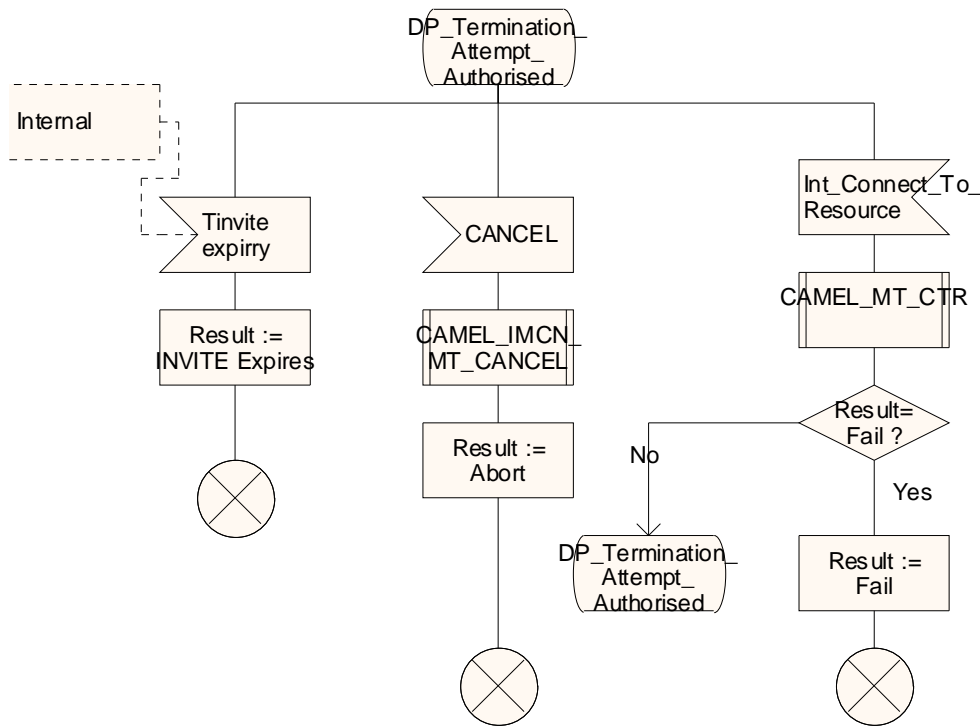 DP_Termination_
Attempt_
Authorised
Internal
Tinvite
expirry
CANCEL
Int_Connect_To_
Resource
Result :=
INVITE Expires
CAMEL_IMCN_
MT_CANCEL
CAMEL_MT_CTR
Result :=
Abort
Result=
Fail ?
No
Yes
DP_Termination_
Attempt_
Authorised
Result :=
Fail